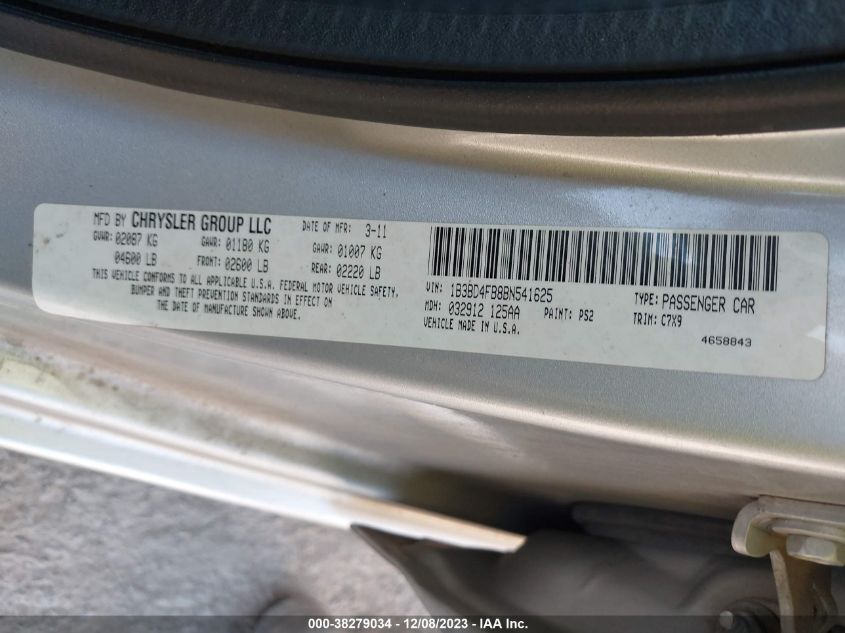 MFD BY CHRYSLER GROUP LLC DATE OF MFR: 3-11
GVWR: 02087 KG GAWR: 01180 KG GAWR: 01007 KG
04600 LB FRONT: 02600 LB REAR: 02220 LB
THIS VEHICLE CONFORMS TO ALL APPLICABLE U.S.A. FEDERAL MOTOR VEHICLE SAFETY,
BUMPER AND THEFT PREVENTION STANDARDS IN EFFECT ON
THE DATE OF MANUFACTURE SHOWN ABOVE.
VIN: 1B3BD4FB8BN541625 TYPE: PASSENGER CAR
MDH: 032912 125AA PAINT: PS2 TRIM: C7X9
VEHICLE MADE IN U.S.A.
4658843
000-38279034 - 12/08/2023 - IAA Inc.